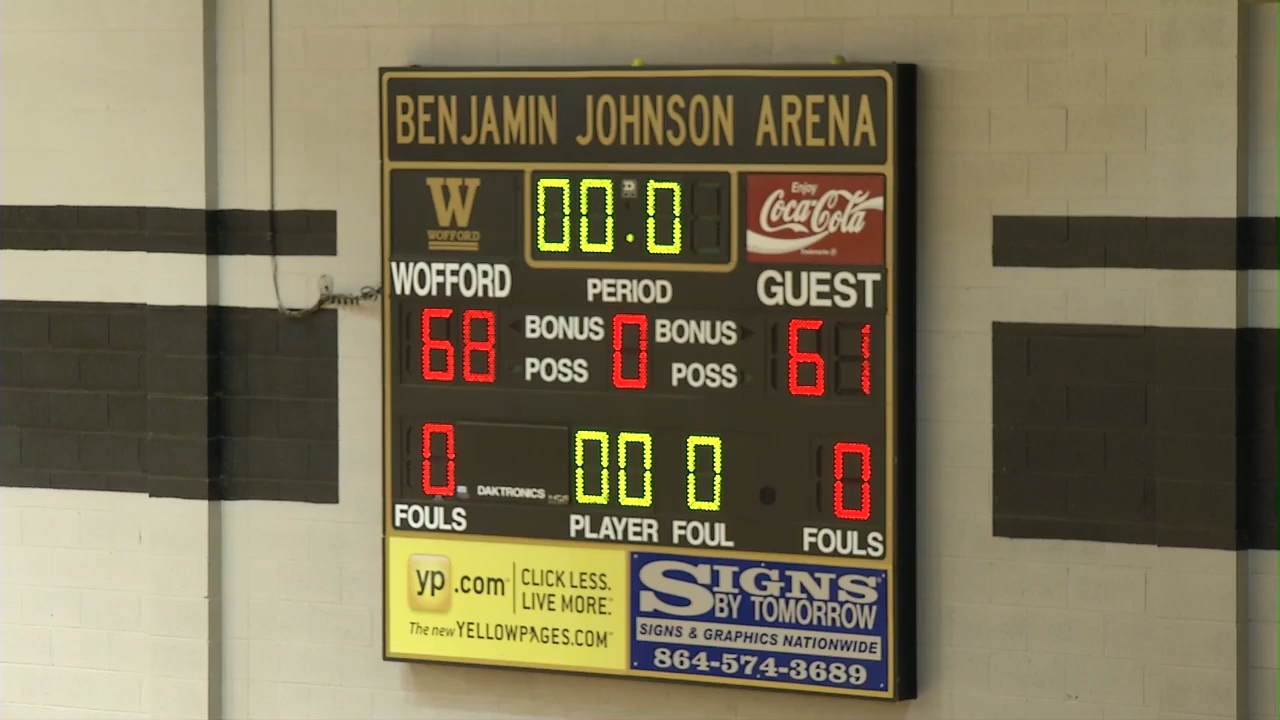 BENJAMIN JOHNSON ARENA
W
WOFFORD
00.0
Enjoy
Coca-Cola
WOFFORD
PERIOD
GUEST
68
BONUS
0
BONUS
61
POSS
POSS
0
DAKTRONICS
00
0
0
FOULS
PLAYER
FOUL
FOULS
yp.com
CLICK LESS.
LIVE MORE.
The new YELLOWPAGES.COM
SIGNS
BY TOMORROW
SIGNS & GRAPHICS NATIONWIDE
864-574-3689